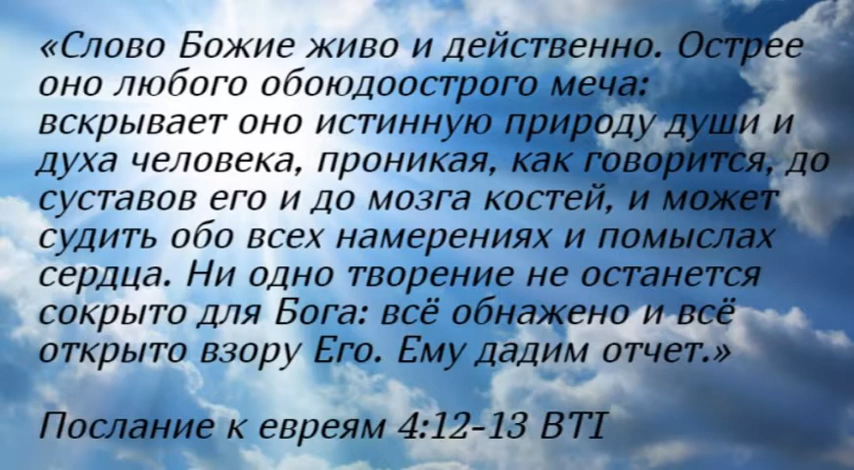 «Слово Божие живо и действенно. Острее
оно любого обоюдоострого меча:
вскрывает оно истинную природу души и
духа человека, проникая, как говорится, до
суставов его и до мозга костей, и может
судить обо всех намерениях и помыслах
сердца. Ни одно творение не останется
сокрыто для Бога: всё обнажено и всё
открыто взору Его. Ему дадим отчет.»
Послание к евреям 4:12-13 BTI